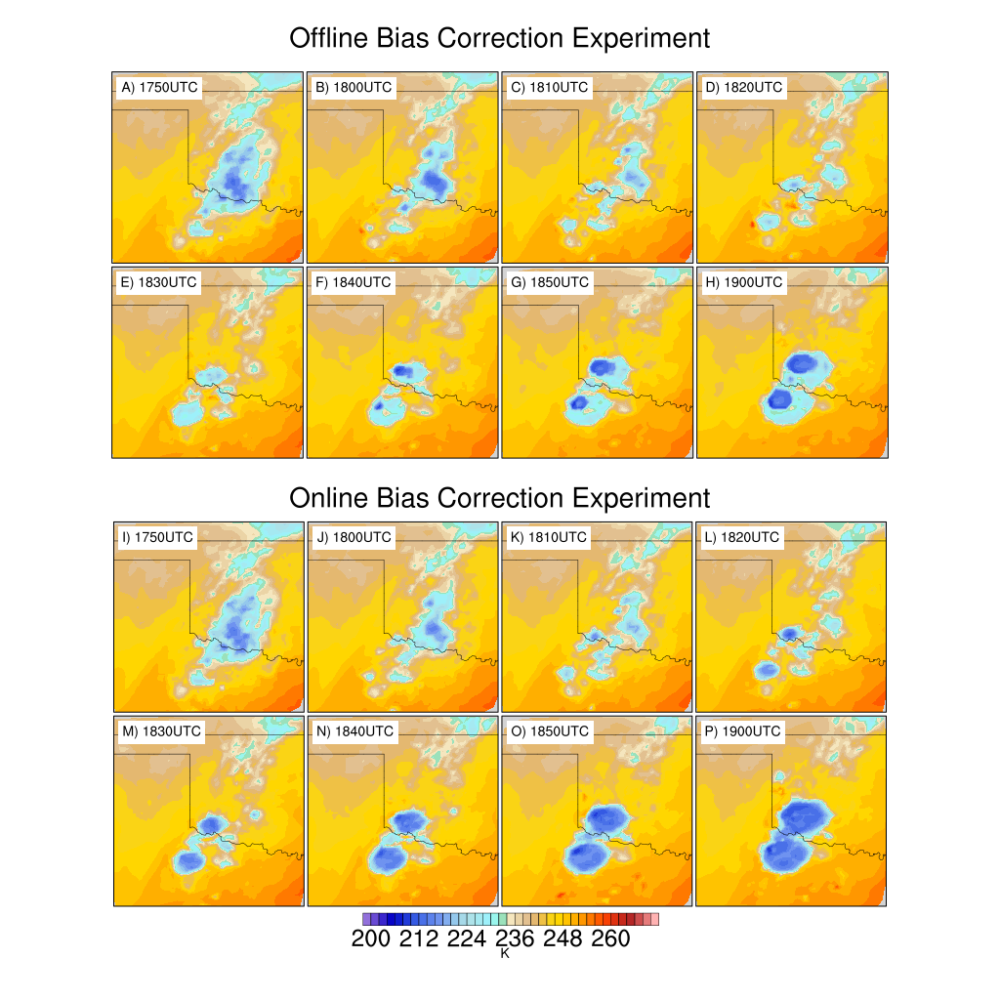 Offline Bias Correction Experiment
A) 1750UTC
B) 1800UTC
C) 1810UTC
D) 1820UTC
E) 1830UTC
F) 1840UTC
G) 1850UTC
H) 1900UTC
Online Bias Correction Experiment
I) 1750UTC
J) 1800UTC
K) 1810UTC
L) 1820UTC
M) 1830UTC
N) 1840UTC
O) 1850UTC
P) 1900UTC
200 212 224 236 248 260
K